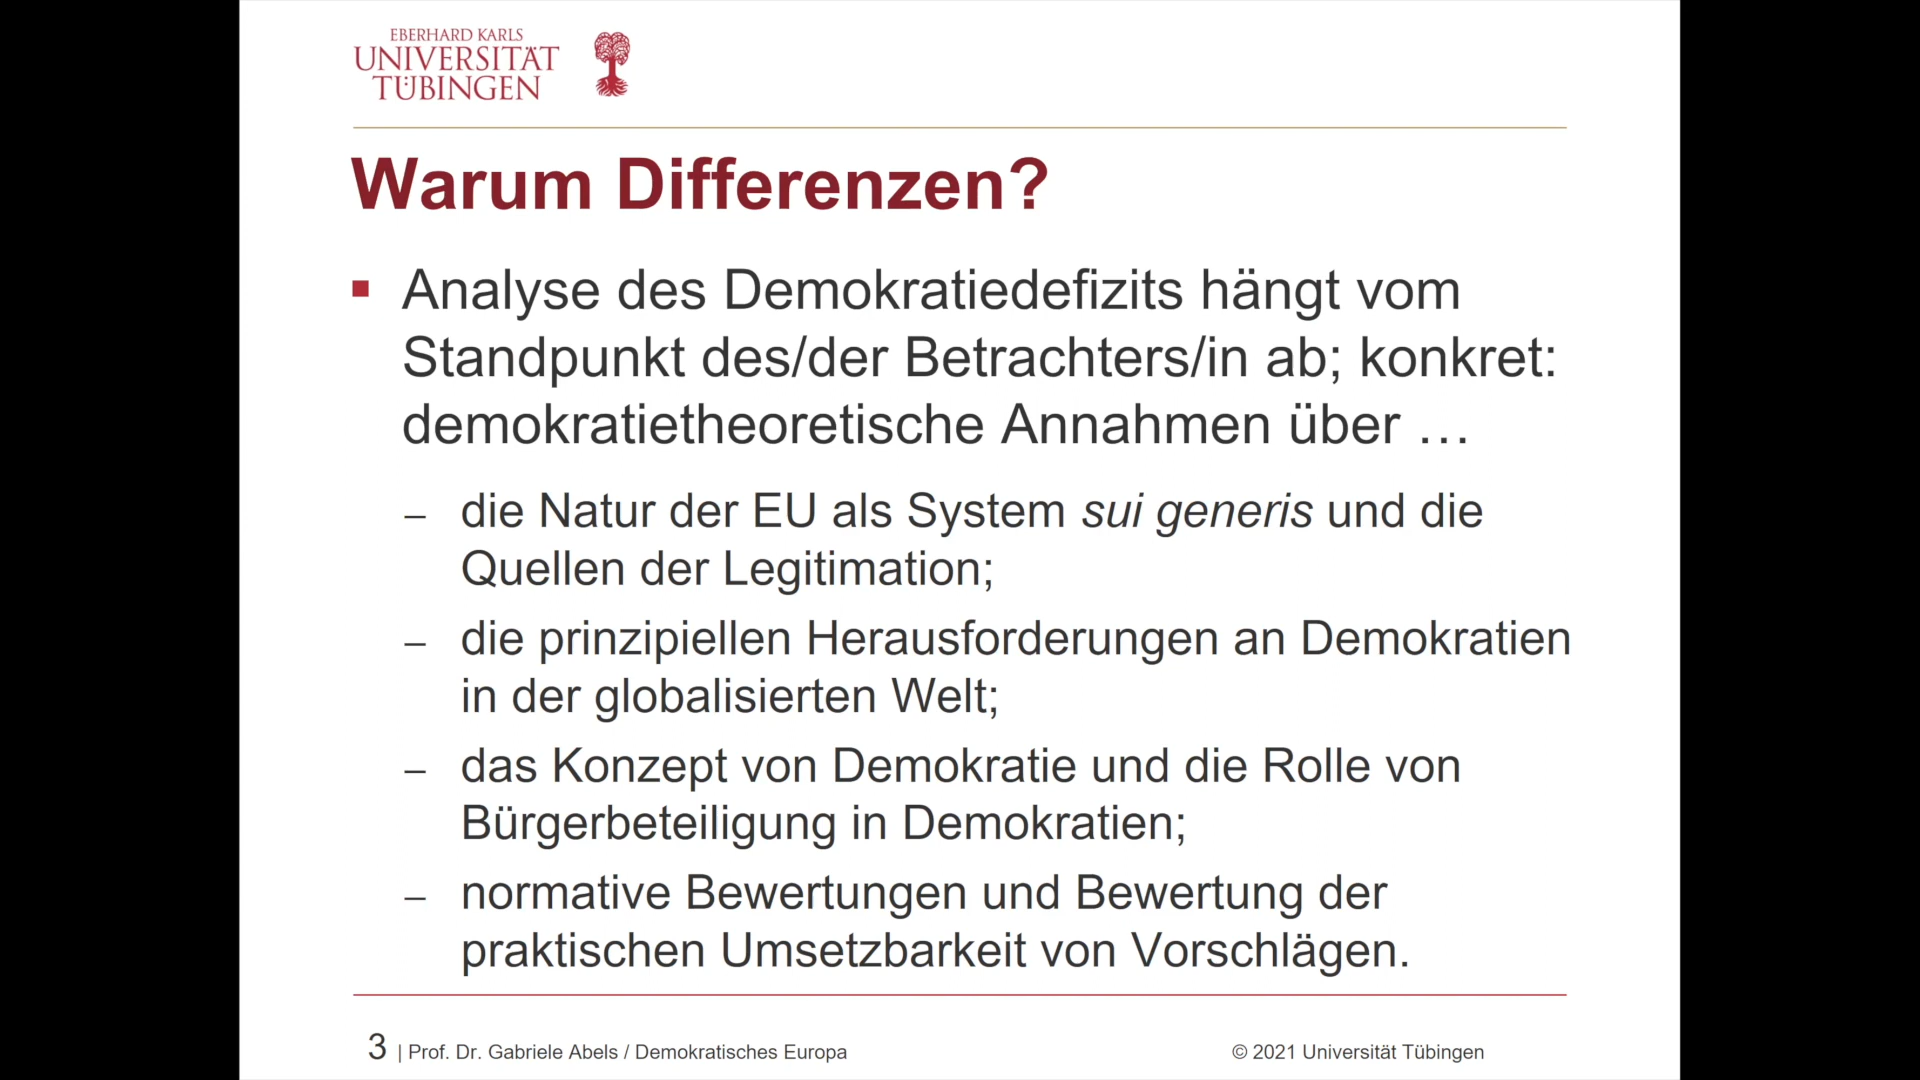 EBERHARD KARLS
UNIVERSITÄT
TÜBINGEN
Warum Differenzen?
▪ Analyse des Demokratiedefizits hängt vom
Standpunkt des/der Betrachters/in ab; konkret:
demokratietheoretische Annahmen über …
– die Natur der EU als System sui generis und die
Quellen der Legitimation;
– die prinzipiellen Herausforderungen an Demokratien
in der globalisierten Welt;
– das Konzept von Demokratie und die Rolle von
Bürgerbeteiligung in Demokratien;
– normative Bewertungen und Bewertung der
praktischen Umsetzbarkeit von Vorschlägen.
3 | Prof. Dr. Gabriele Abels / Demokratisches Europa
© 2021 Universität Tübingen